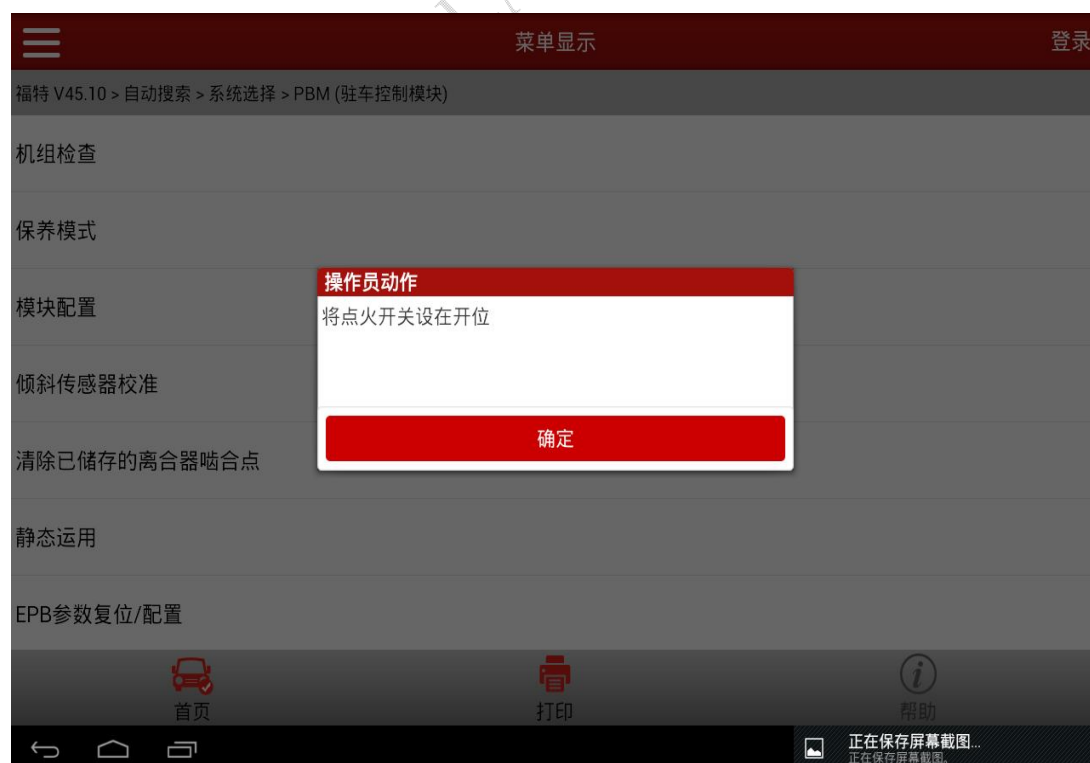 菜单显示
登录
福特 V45.10 > 自动搜索 > 系统选择 > PBM (驻车控制模块)
机组检查
保养模式
操作员动作
将点火开关设在开位
模块配置
倾斜传感器校准
确定
清除已储存的离合器啮合点
静态运用
EPB参数复位/配置
首页
打印
帮助
正在保存屏幕截图...
正在保存屏幕截图。